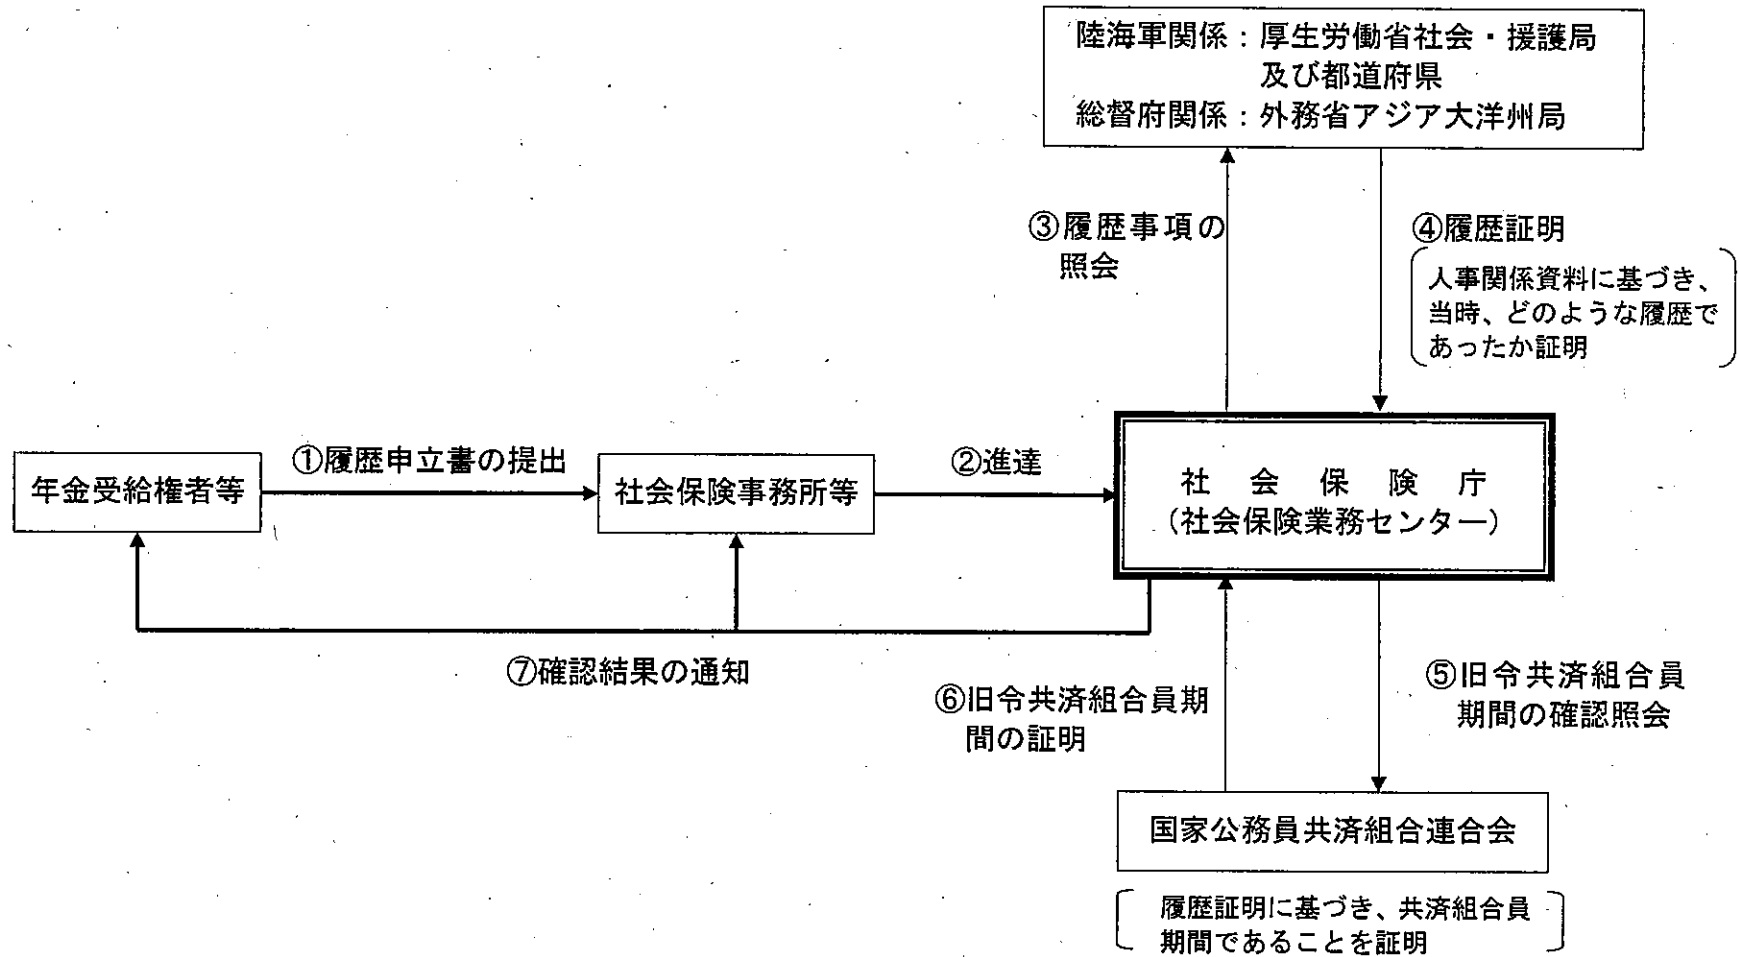 陸海軍関係：厚生労働省社会・援護局
及び都道府県
総督府関係：外務省アジア大洋州局
③履歴事項の
照会
④履歴証明
人事関係資料に基づき、
当時、どのような履歴で
あったか証明
年金受給権者等
①履歴申立書の提出
社会保険事務所等
②進達
社会保険庁
（社会保険業務センター）
⑦確認結果の通知
⑥旧令共済組合員期
間の証明
⑤旧令共済組合員
期間の確認照会
国家公務員共済組合連合会
履歴証明に基づき、共済組合員
期間であることを証明